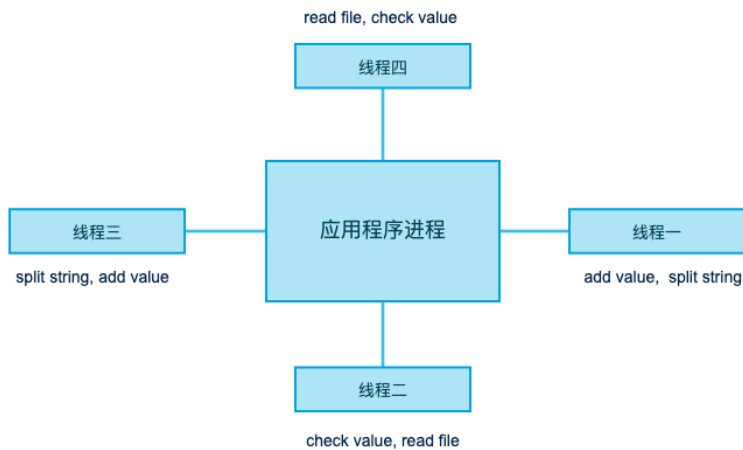 read file, check value
线程四
线程三
应用程序进程
线程一
split string, add value
add value,  split string
线程二
check value, read file